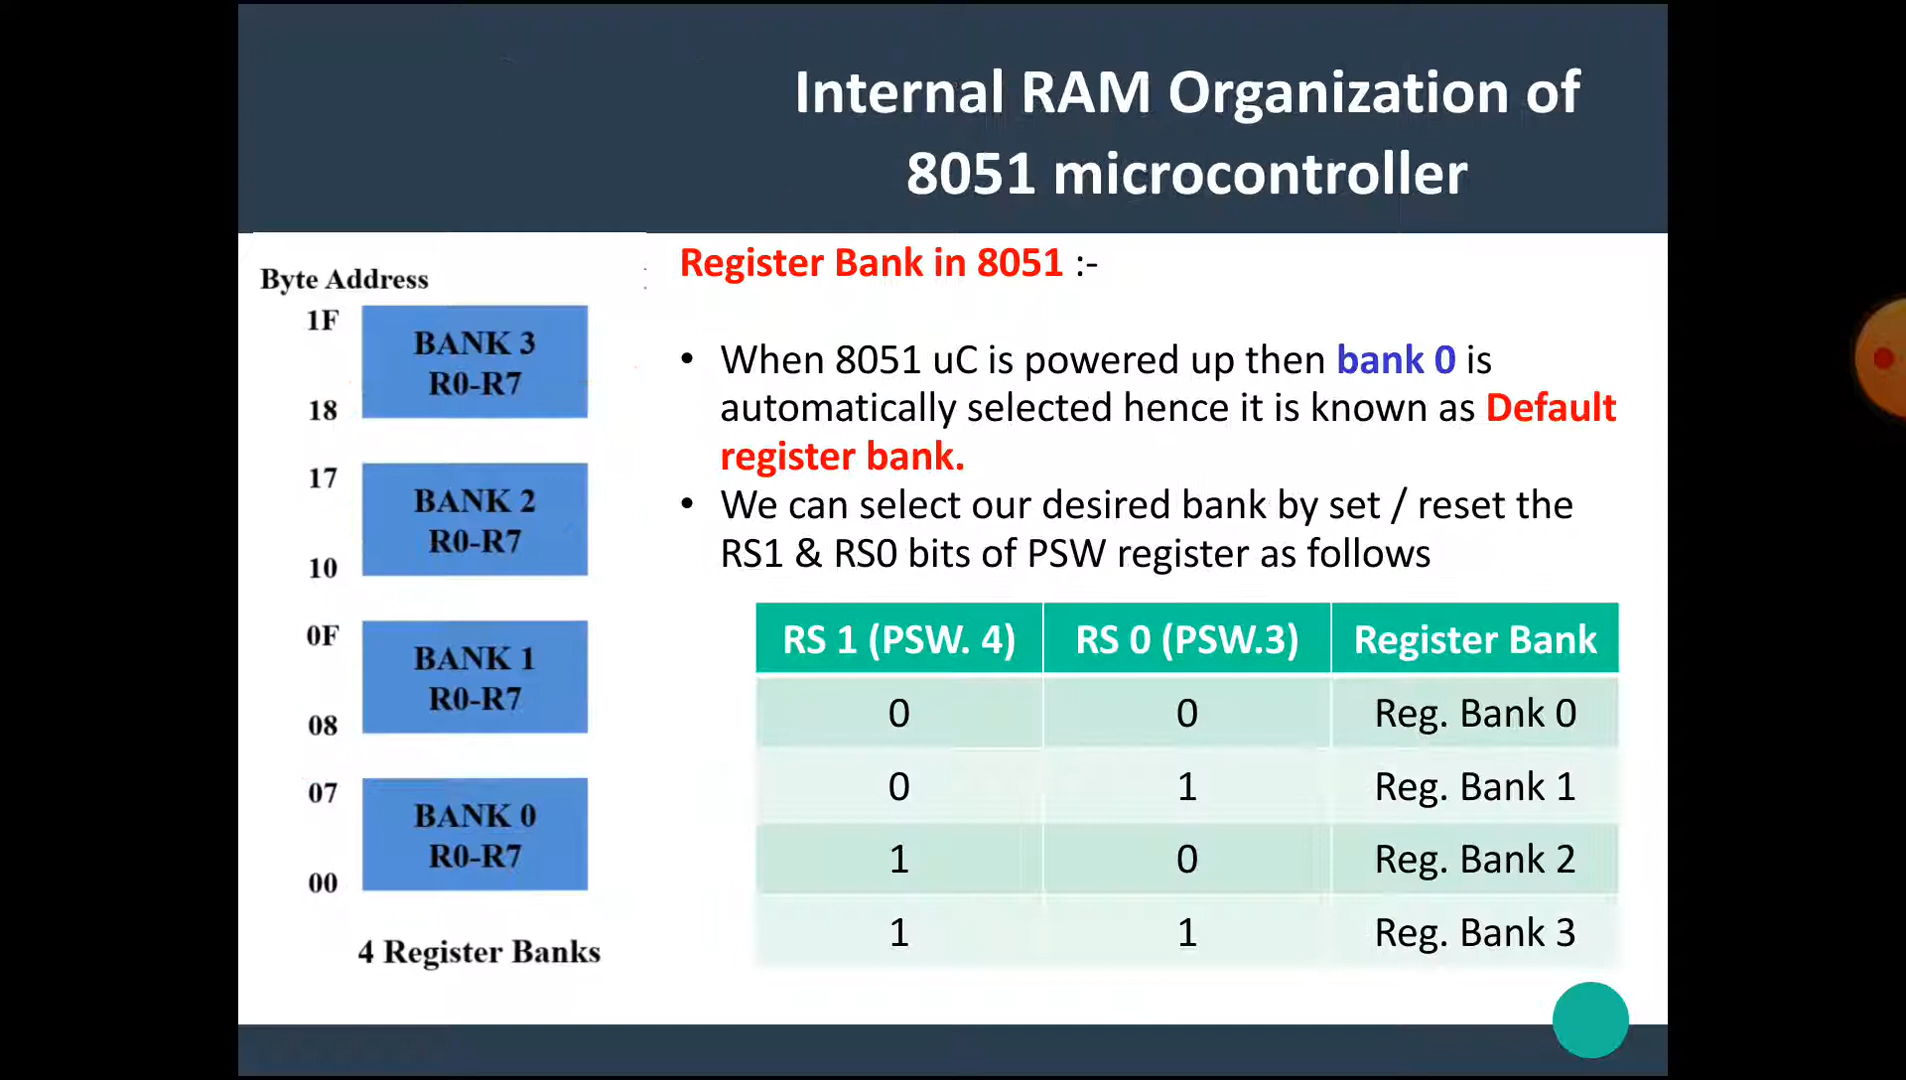 Internal RAM Organization of
8051 microcontroller
Byte Address
1F
BANK 3
R0-R7
18
17
BANK 2
R0-R7
10
0F
BANK 1
R0-R7
08
07
BANK 0
R0-R7
00
4 Register Banks
Register Bank in 8051 :-
• When 8051 uC is powered up then bank 0 is
automatically selected hence it is known as Default
register bank.
• We can select our desired bank by set / reset the
RS1 & RS0 bits of PSW register as follows
RS 1 (PSW. 4) RS 0 (PSW.3) Register Bank
0 0 Reg. Bank 0
0 1 Reg. Bank 1
1 0 Reg. Bank 2
1 1 Reg. Bank 3